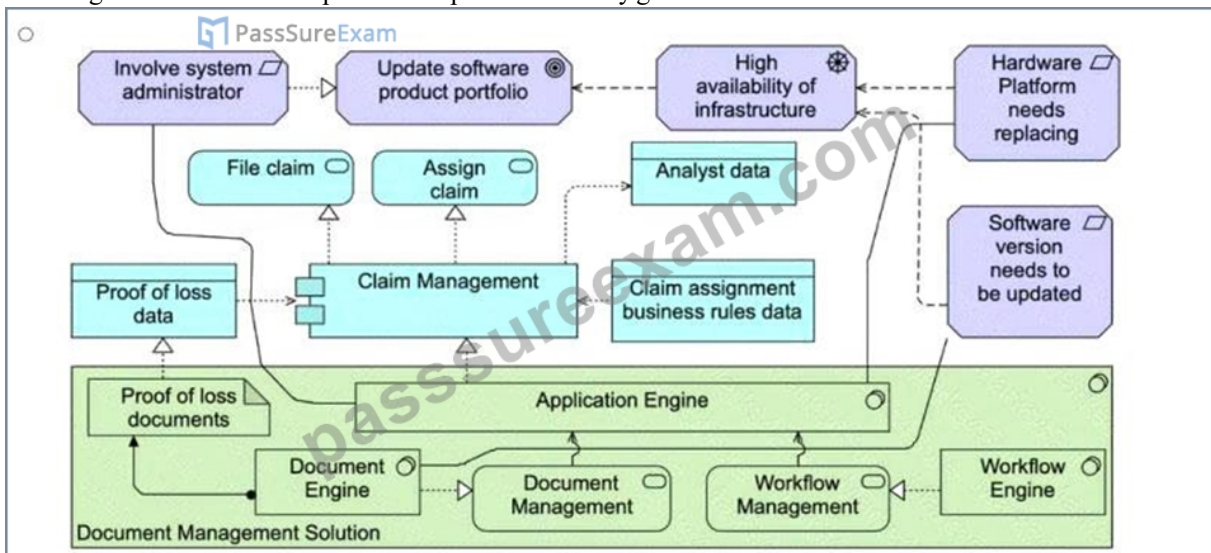 PassSureExam
Involve system
administrator
Update software
product portfolio
High
availability of
infrastructure
Hardware
Platform
needs
replacing
File claim
Assign
claim
Analyst data
Software
version
needs to
be updated
Proof of loss
data
Claim Management
Claim assignment
business rules data
Proof of loss
documents
Application Engine
Document
Engine
Document
Management
Workflow
Management
Workflow
Engine
Document Management Solution
passsureexam.com